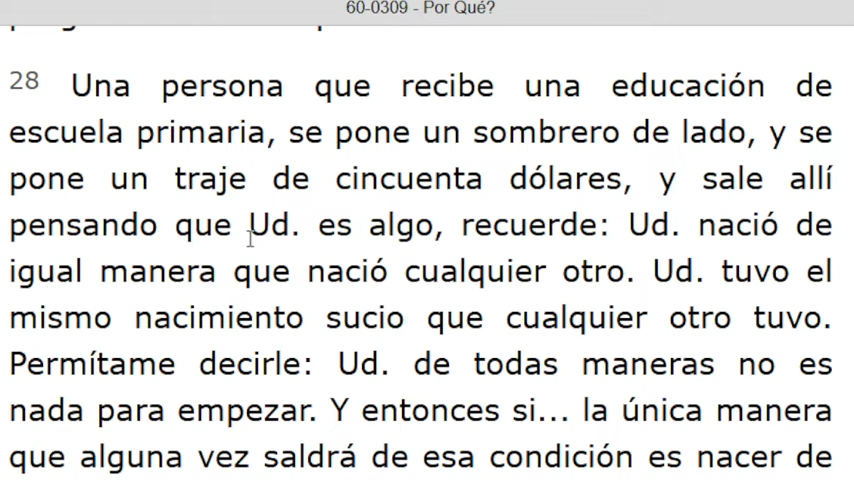 60-0309 - Por Qué?
28 Una persona que recibe una educación de
escuela primaria, se pone un sombrero de lado, y se
pone un traje de cincuenta dólares, y sale allí
pensando que Ud. es algo, recuerde: Ud. nació de
igual manera que nació cualquier otro. Ud. tuvo el
mismo nacimiento sucio que cualquier otro tuvo.
Permítame decirle: Ud. de todas maneras no es
nada para empezar. Y entonces si... la única manera
que alguna vez saldrá de esa condición es nacer de